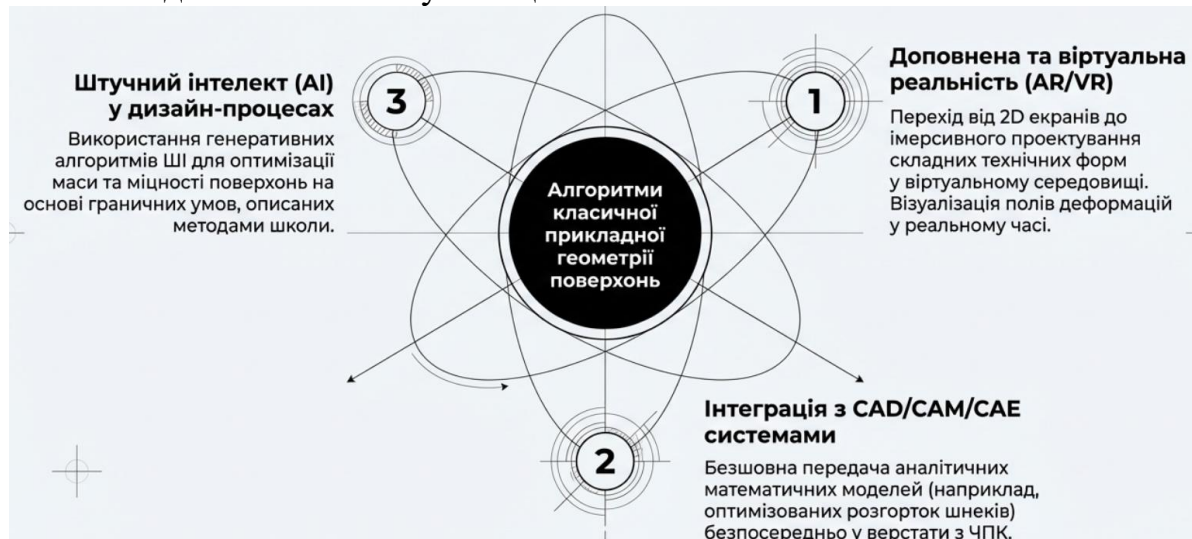 Алгоритми
класичної
прикладної
геометрії
поверхонь
1
Доповнена та віртуальна
реальність (AR/VR)
Перехід від 2D екранів до
імерсивного проектування
складних технічних форм
у віртуальному середовищі.
Візуалізація полів деформацій
у реальному часі.
2
Інтеграція з CAD/CAM/CAE
системами
Безшовна передача аналітичних
математичних моделей (наприклад,
оптимізованих розгорток шнеків)
безпосередньо у верстати з ЧПК.
3
Штучний інтелект (AI)
у дизайн-процесах
Використання генеративних
алгоритмів ШІ для оптимізації
маси та міцності поверхонь на
основі граничних умов, описаних
методами школи.